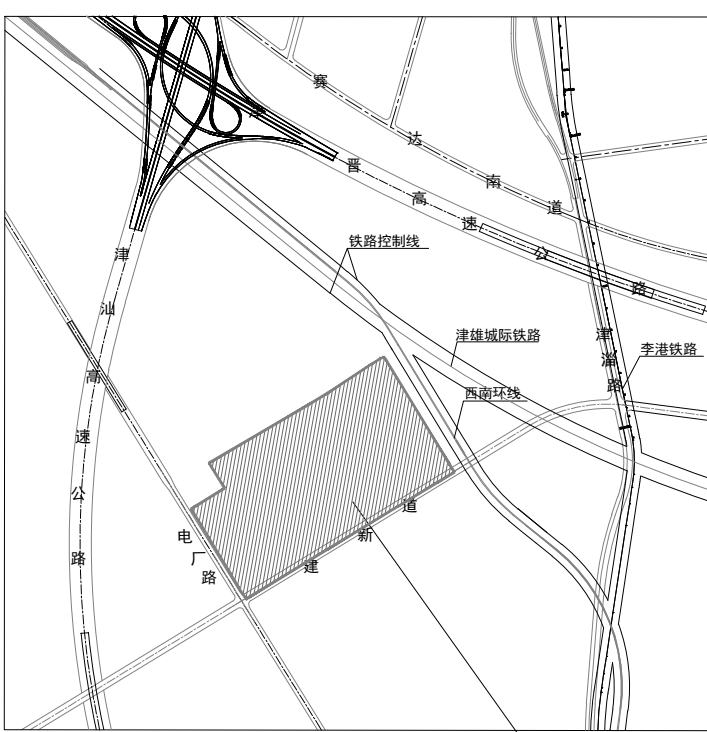 赛达南道
津晋高速公路
铁路控制线
津汕高速公路
津雄城际铁路
津淄路
李港铁路
西南环线
建新道
电厂路